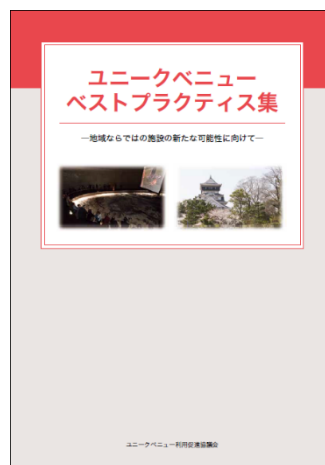 ユニークベニュー
ベストプラクティス集
―地域ならではの施設の新たな可能性に向けて―
ユニークベニュー利用促進協議会